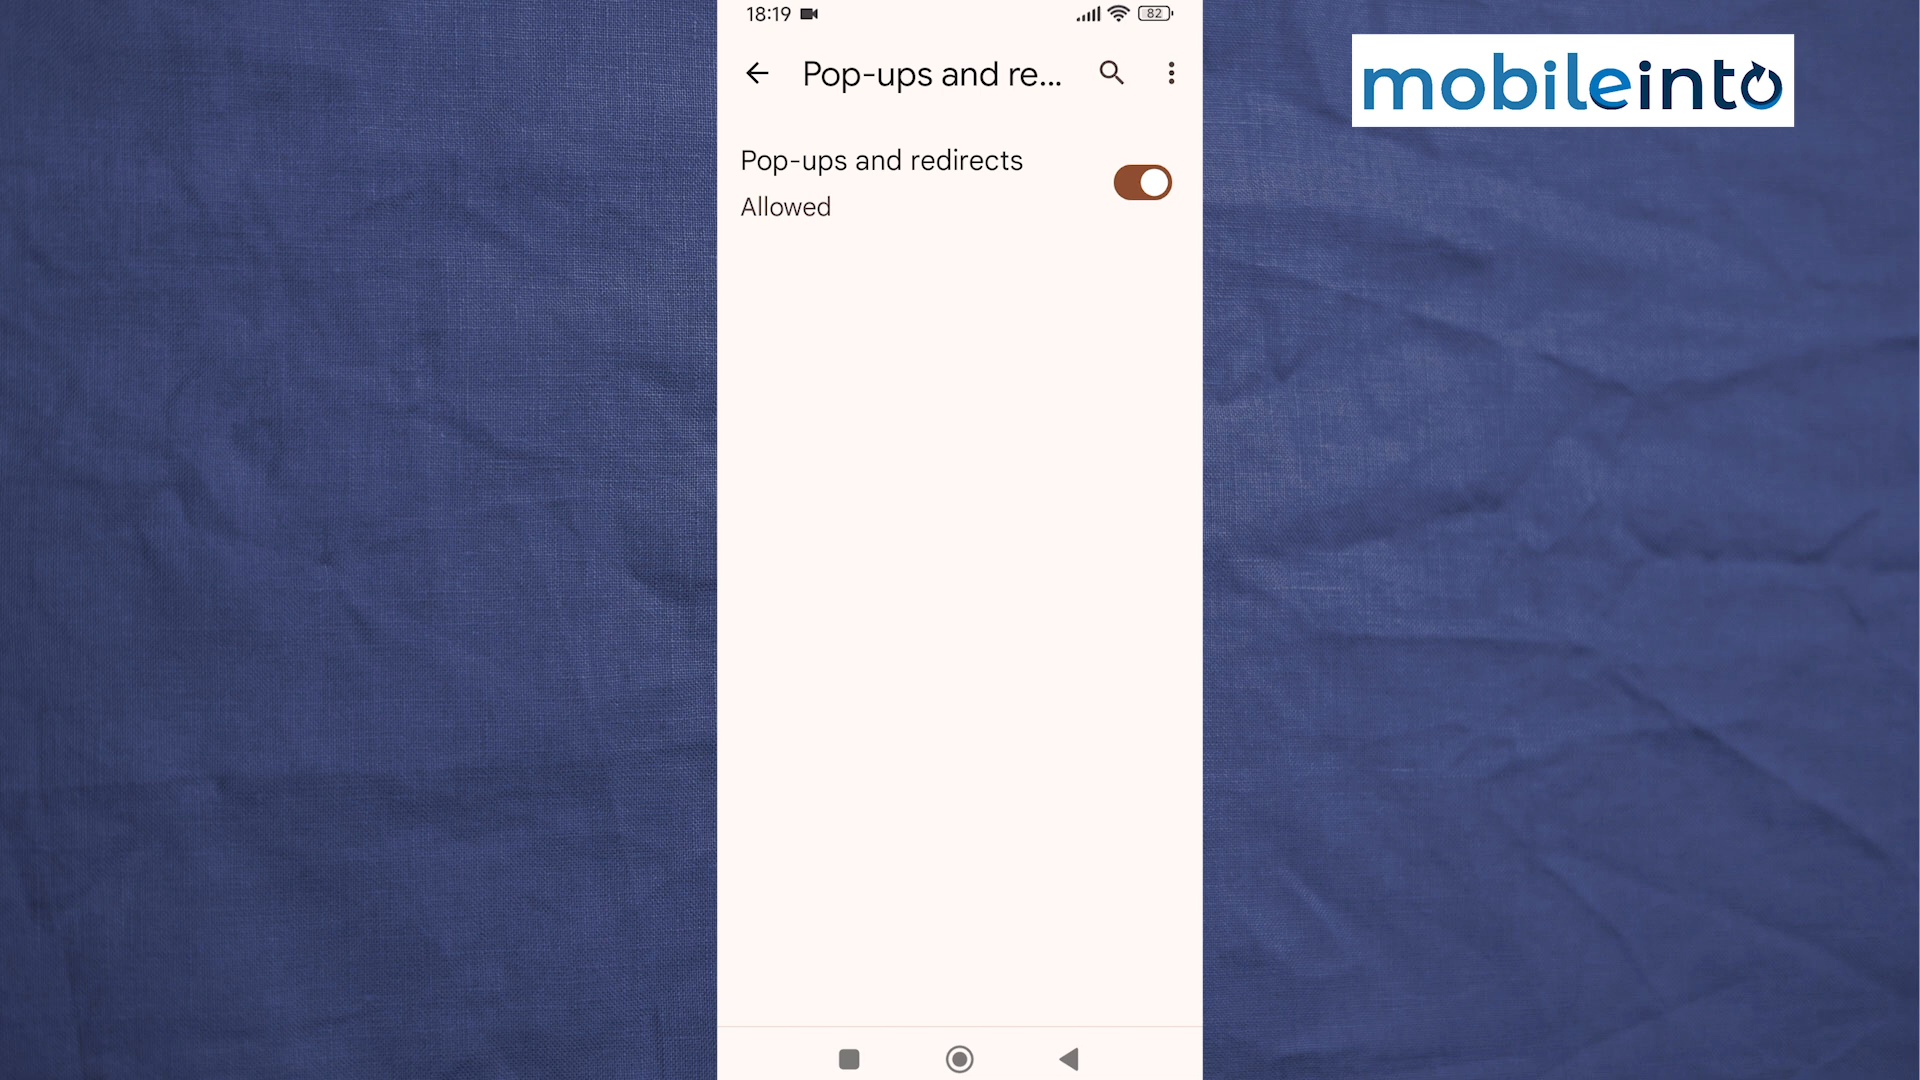 18:19
82
Pop-ups and re...
mobileinto
Pop-ups and redirects
Allowed